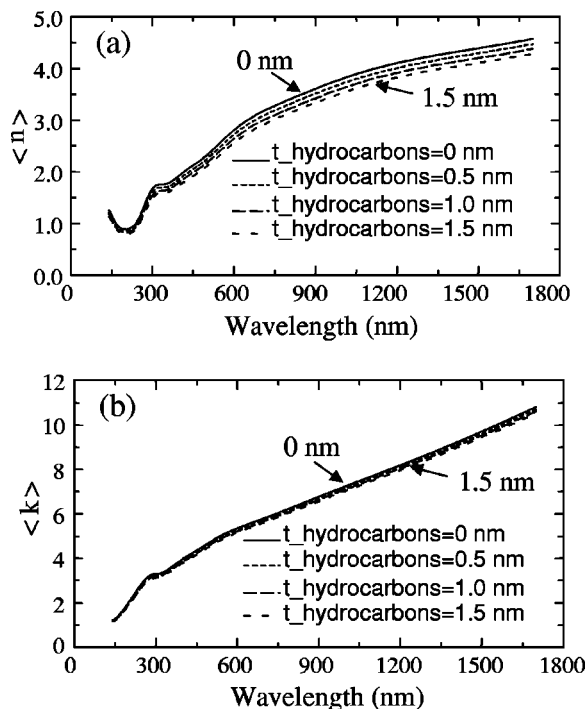 (a)
0 nm
1.5 nm
t_hydrocarbons=0 nm
t_hydrocarbons=0.5 nm
t_hydrocarbons=1.0 nm
t_hydrocarbons=1.5 nm
5.0
4.0
3.0
2.0
1.0
0.0
<n>
0 300 600 900 1200 1500 1800
Wavelength (nm)
(b)
0 nm
1.5 nm
t_hydrocarbons=0 nm
t_hydrocarbons=0.5 nm
t_hydrocarbons=1.0 nm
t_hydrocarbons=1.5 nm
12
10
8
6
4
2
0
<k>
0 300 600 900 1200 1500 1800
Wavelength (nm)